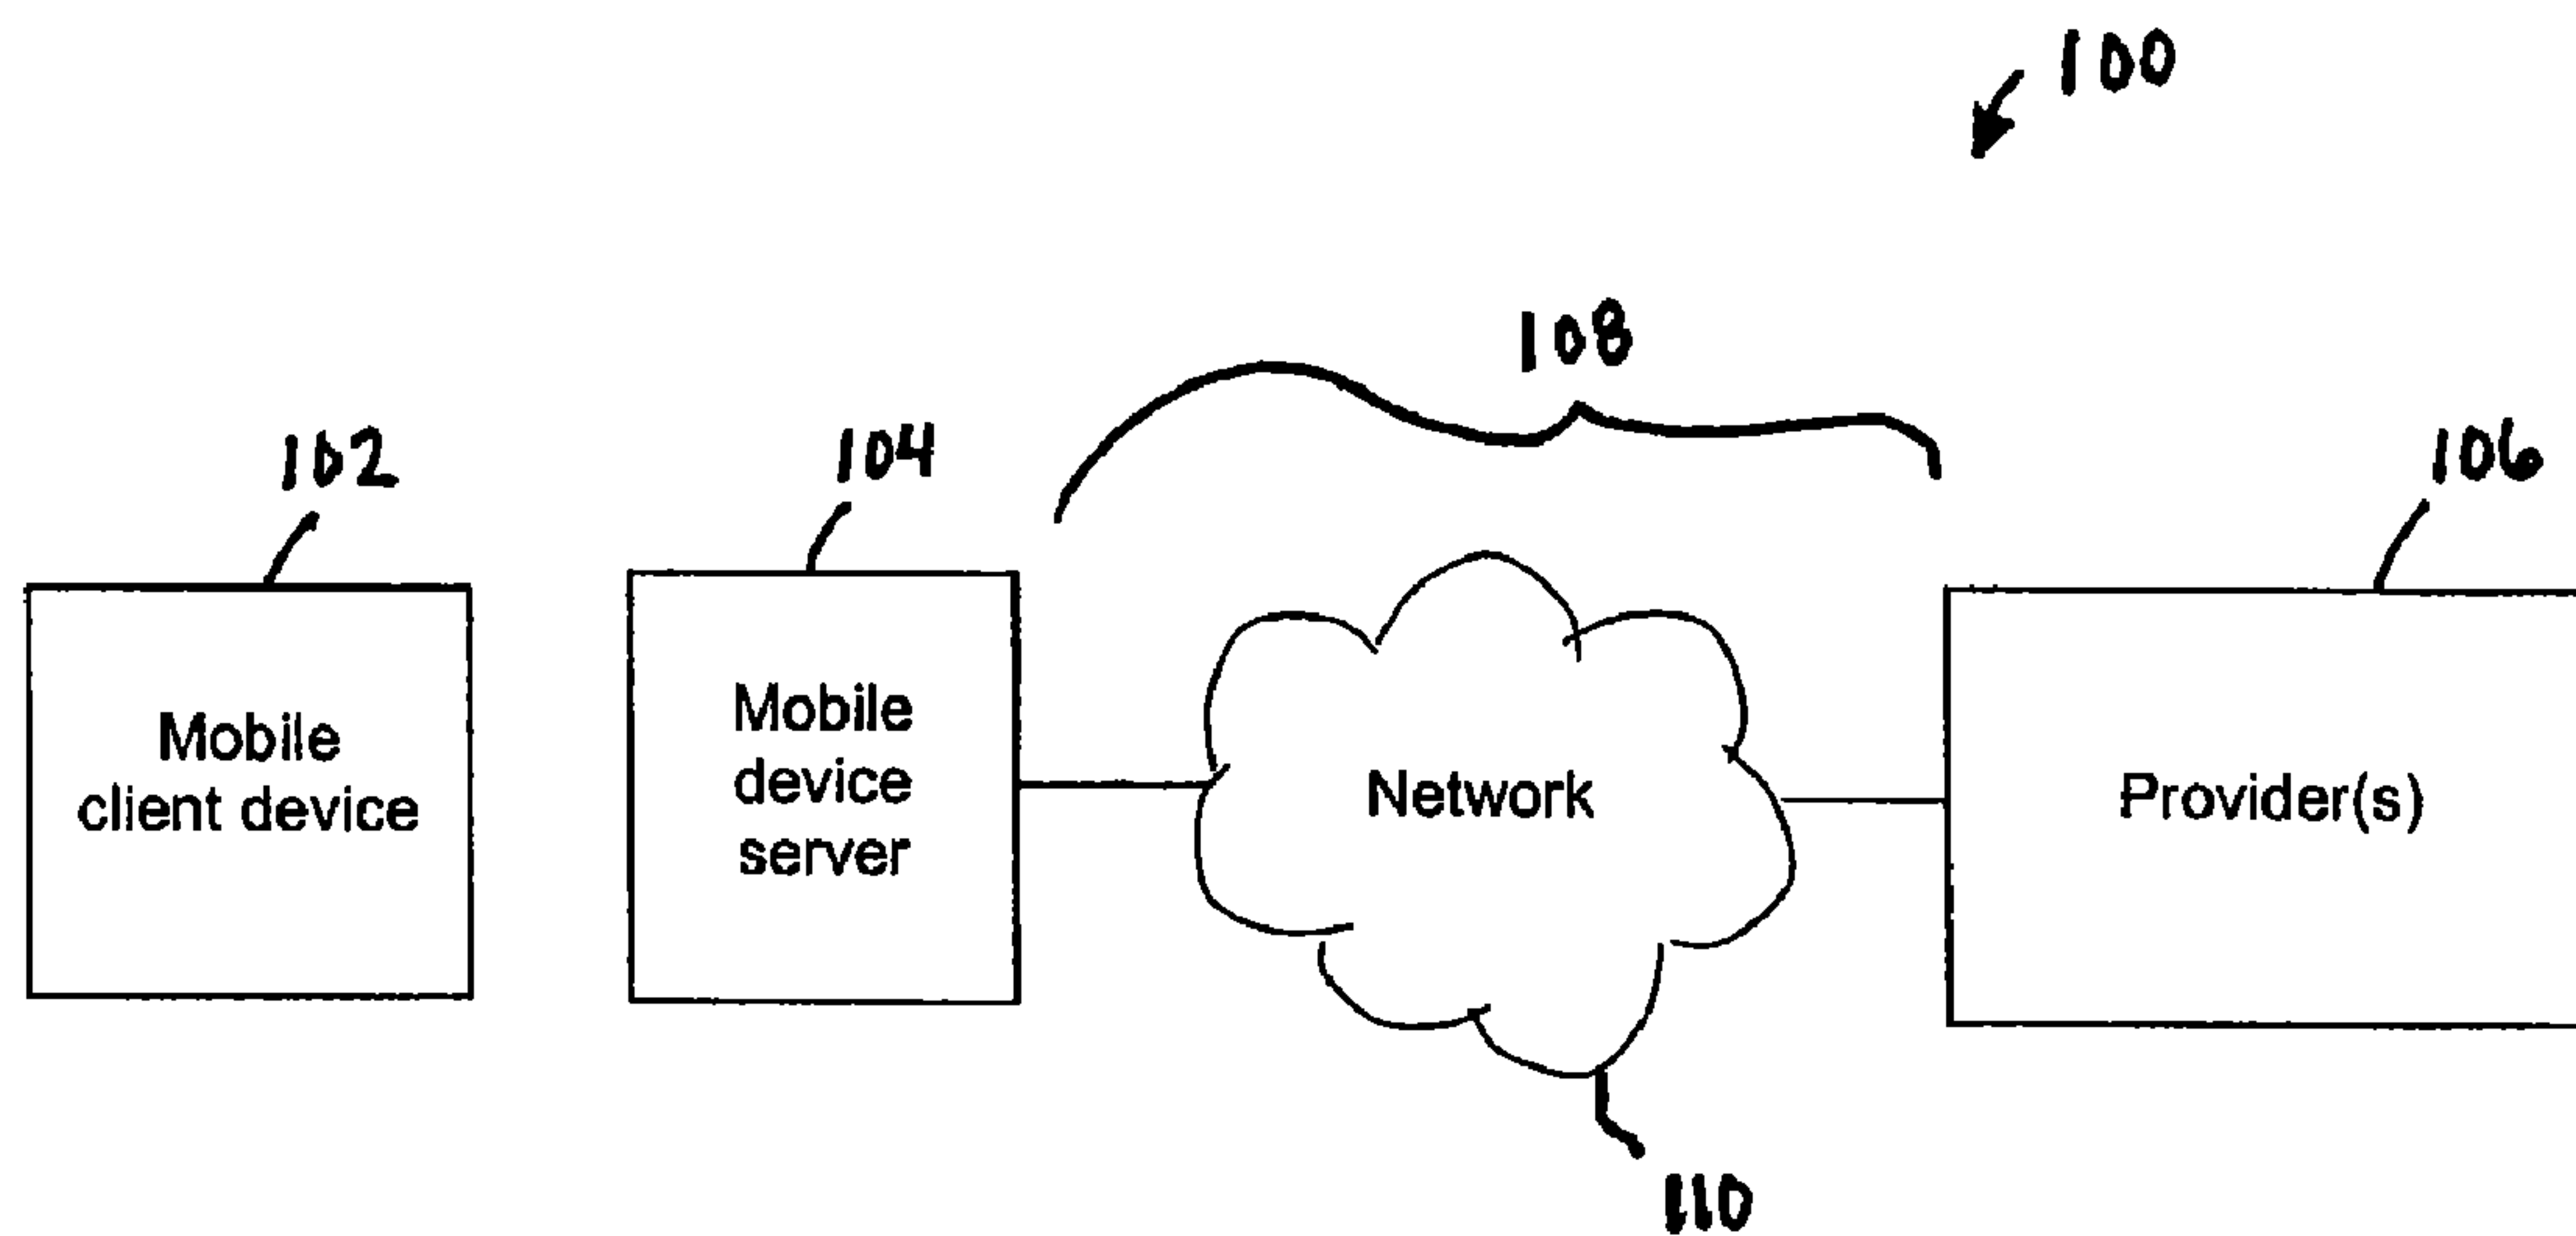 100
108
102
104
106
Mobile
client device
Mobile
device
server
Network
Provider(s)
110